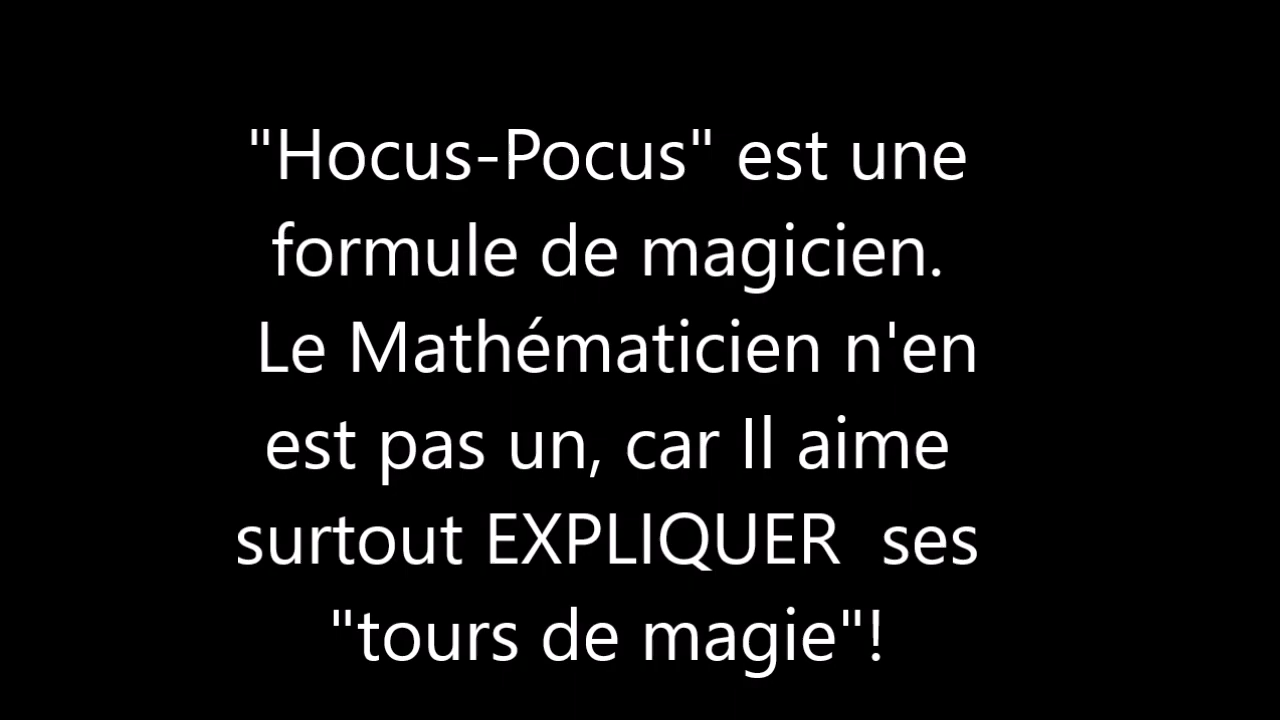 "Hocus-Pocus" est une
formule de magicien.
Le Mathématicien n'en
est pas un, car Il aime
surtout EXPLIQUER  ses
"tours de magie"!